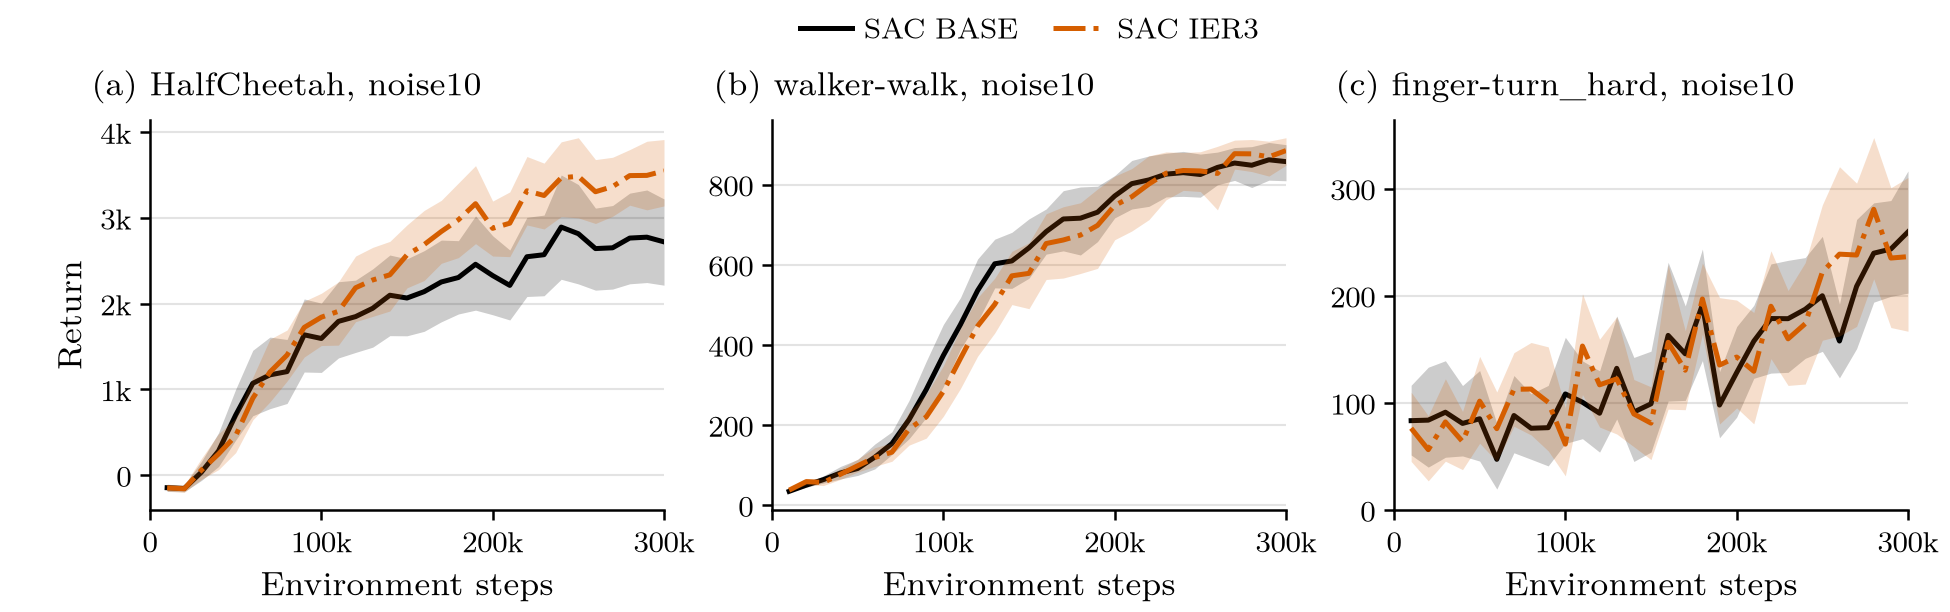 SAC BASE SAC IER3
(a) HalfCheetah, noise10
(b) walker-walk, noise10
(c) finger-turn_hard, noise10
Return
4k
3k
2k
1k
0
0 100k 200k 300k
Environment steps
800
600
400
200
0
0 100k 200k 300k
Environment steps
300
200
100
0
0 100k 200k 300k
Environment steps